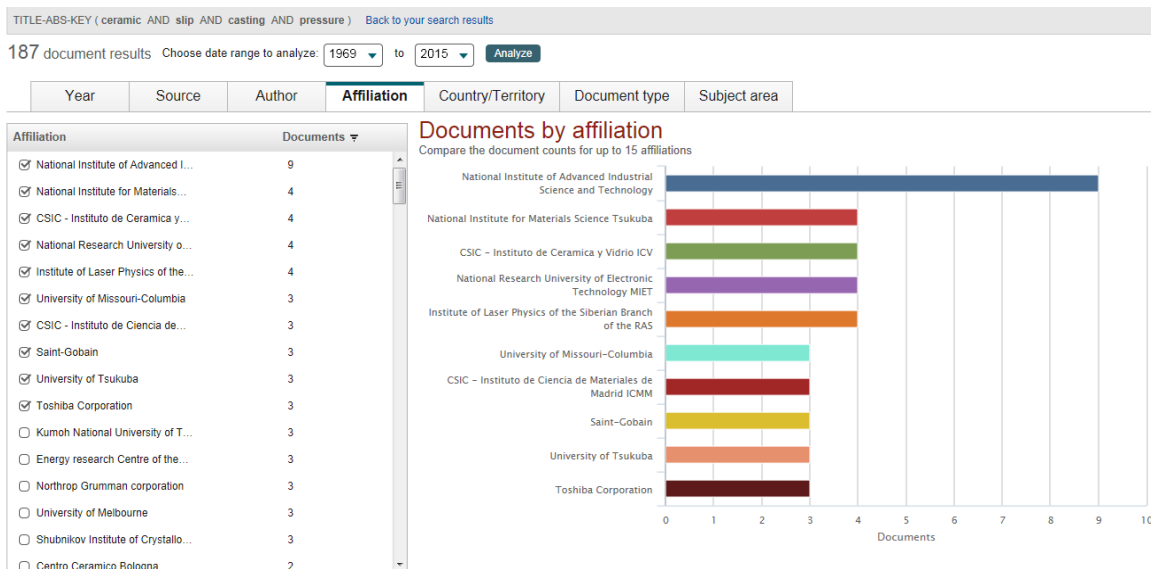 TITLE-ABS-KEY ( ceramic AND slip AND casting AND pressure ) Back to your search results
187 document results Choose date range to analyze: 1969 to 2015 Analyze
Year Source Author Affiliation Country/Territory Document type Subject area
Affiliation Documents
National Institute of Advanced I... 9
National Institute for Materials... 4
CSIC - Instituto de Ceramica y... 4
National Research University o... 4
Institute of Laser Physics of the... 4
University of Missouri-Columbia 3
CSIC - Instituto de Ciencia de... 3
Saint-Gobain 3
University of Tsukuba 3
Toshiba Corporation 3
Kumoh National University of T... 3
Energy research Centre of the... 3
Northrop Grumman corporation 3
University of Melbourne 3
Shubnikov Institute of Crystallo... 3
Centro Ceramico Bologna 2
Documents by affiliation
Compare the document counts for up to 15 affiliations
National Institute of Advanced Industrial
Science and Technology
National Institute for Materials Science Tsukuba
CSIC - Instituto de Ceramica y Vidrio ICV
National Research University of Electronic
Technology MIET
Institute of Laser Physics of the Siberian Branch
of the RAS
University of Missouri-Columbia
CSIC - Instituto de Ciencia de Materiales de
Madrid ICMM
Saint-Gobain
University of Tsukuba
Toshiba Corporation
0 1 2 3 4 5 6 7 8 9 10
Documents